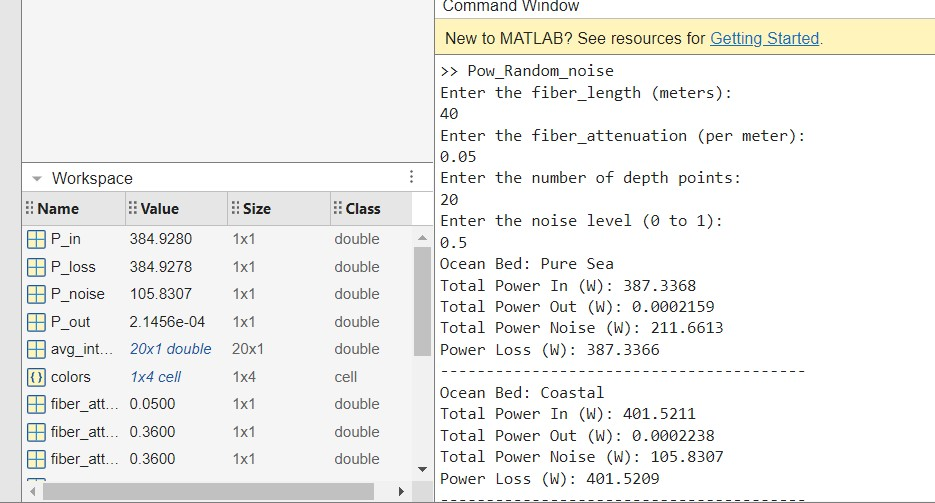 Command Window
New to MATLAB? See resources for Getting Started.
>> Pow_Random_noise
Enter the fiber_length (meters):
40
Enter the fiber_attenuation (per meter):
0.05
Enter the number of depth points:
20
Enter the noise level (0 to 1):
0.5
Ocean Bed: Pure Sea
Total Power In (W): 387.3368
Total Power Out (W): 0.0002159
Total Power Noise (W): 211.6613
Power Loss (W): 387.3366
----------------------------------------
Ocean Bed: Coastal
Total Power In (W): 401.5211
Total Power Out (W): 0.0002238
Total Power Noise (W): 105.8307
Power Loss (W): 401.5209
----------------------------------------
Workspace
Name Value Size Class
P_in 384.9280 1x1 double
P_loss 384.9278 1x1 double
P_noise 105.8307 1x1 double
P_out 2.1456e-04 1x1 double
avg_int... 20x1 double 20x1 double
colors 1x4 cell 1x4 cell
fiber_att... 0.0500 1x1 double
fiber_att... 0.3600 1x1 double
fiber_att... 0.3600 1x1 double